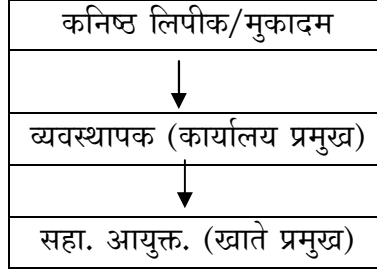 कनिष्ठ लिपीक/मुकादम
व्यवस्थापक (कार्यालय प्रमुख)
सहा. आयुक्त. (खाते प्रमुख)